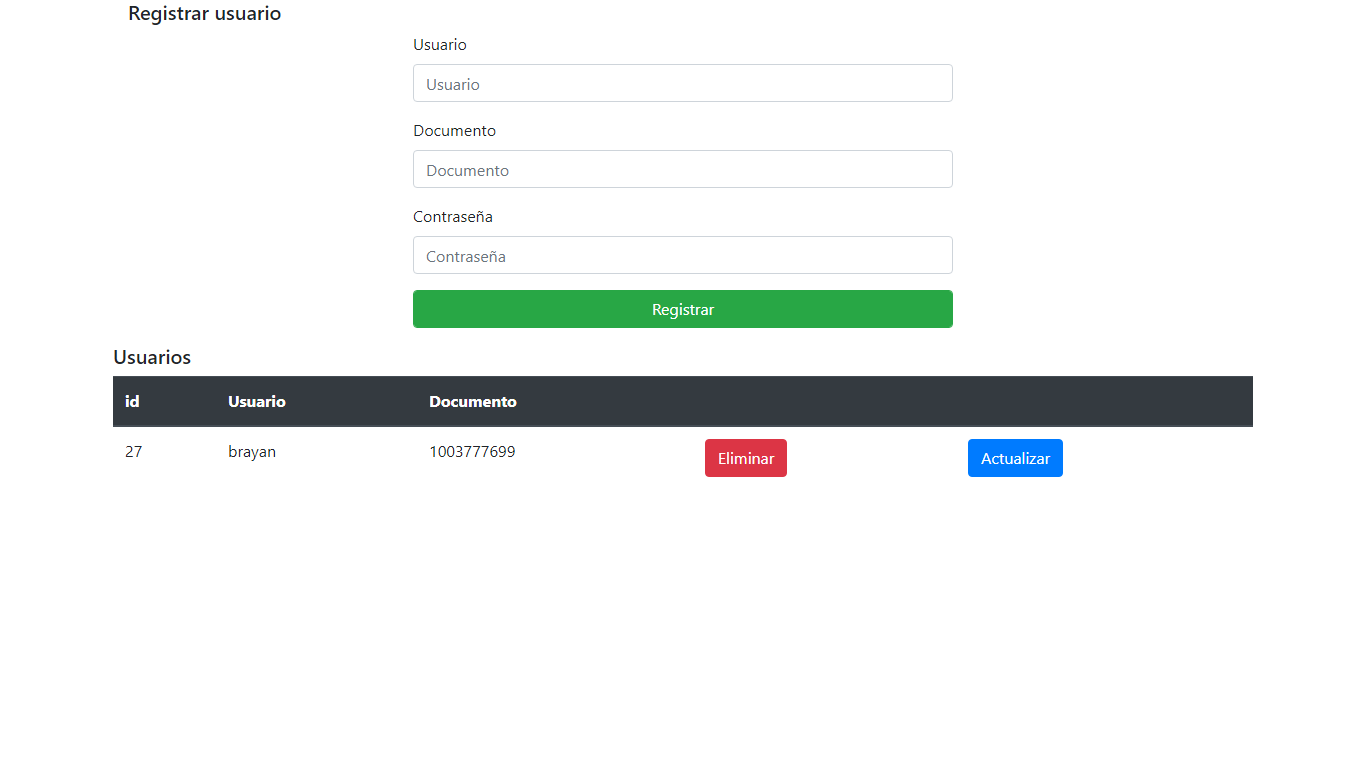 Registrar usuario
Usuario
Usuario
Documento
Documento
Contraseña
Contraseña
Registrar
Usuarios
id Usuario Documento
27 brayan 1003777699 Eliminar Actualizar